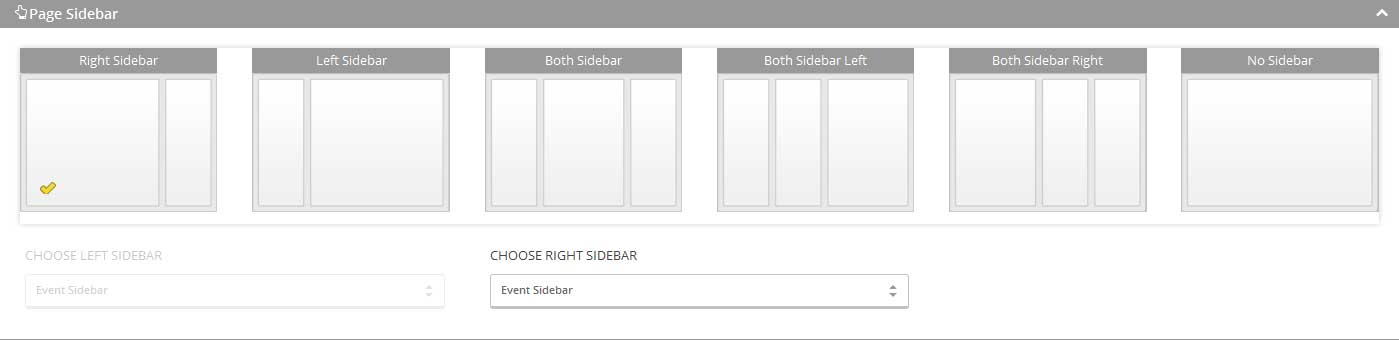 Page Sidebar
Right Sidebar
Left Sidebar
Both Sidebar
Both Sidebar Left
Both Sidebar Right
No Sidebar
CHOOSE LEFT SIDEBAR
CHOOSE RIGHT SIDEBAR
Event Sidebar
Event Sidebar